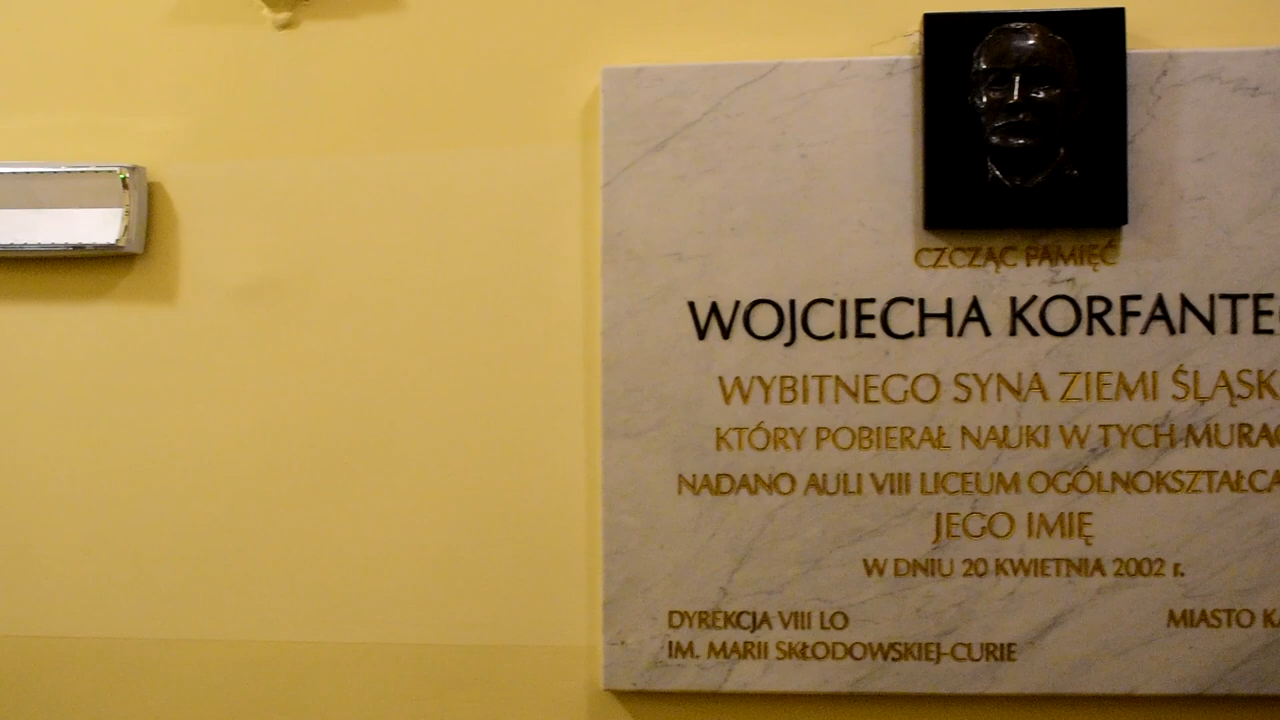 CZCZĄC PAMIĘĆ
WOJCIECHA KORFANTE
WYBITNEGO SYNA ZIEMI ŚLĄSK
KTÓRY POBIERAŁ NAUKI W TYCH MURAC
NADANO AULI VIII LICEUM OGÓLNOKSZTAŁCA
JEGO IMIĘ
W DNIU 20 KWIETNIA 2002 r.
DYREKCJA VIII LO MIASTO KA
IM. MARII SKŁODOWSKIEJ-CURIE